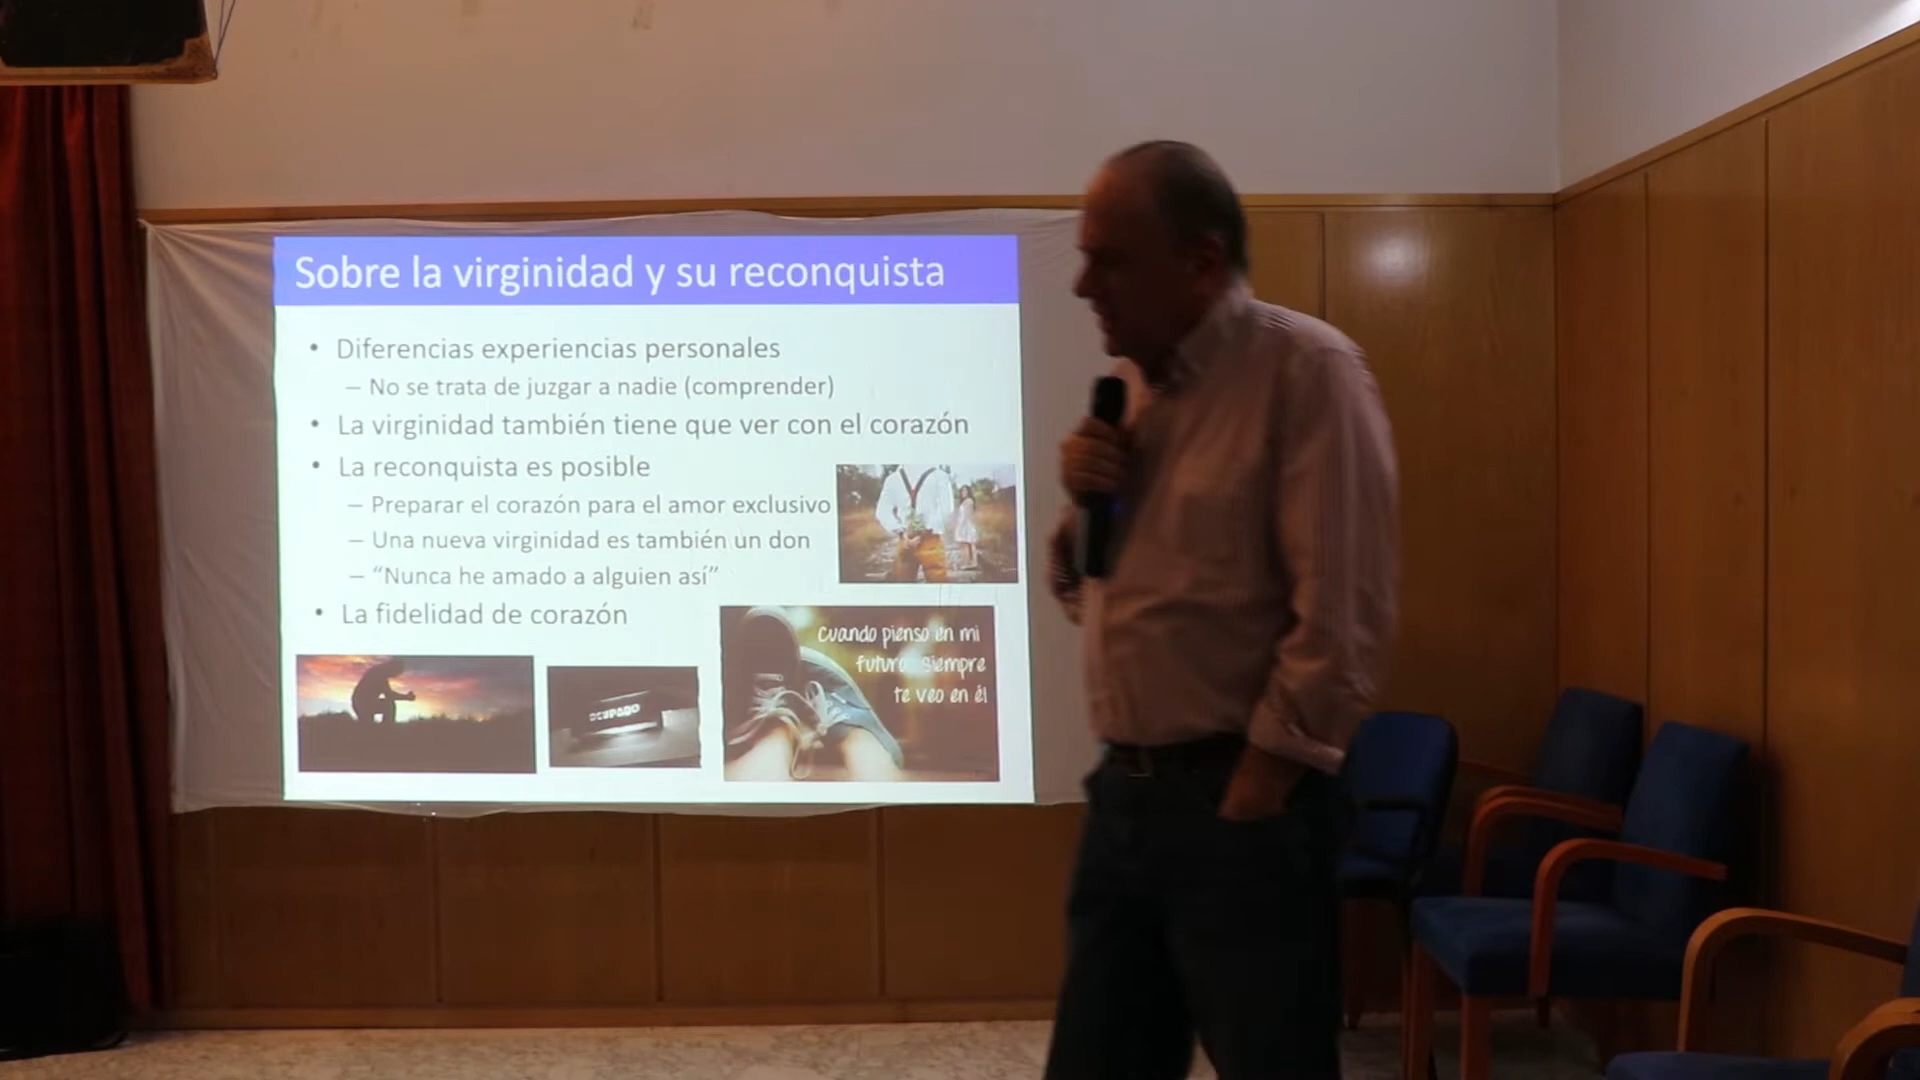 Sobre la virginidad y su reconquista
• Diferencias experiencias personales
– No se trata de juzgar a nadie (comprender)
• La virginidad también tiene que ver con el corazón
• La reconquista es posible
– Preparar el corazón para el amor exclusivo
– Una nueva virginidad es también un don
– “Nunca he amado a alguien así”
• La fidelidad de corazón
OCUPADO
Cuando pienso en mi
futuro, siempre
te veo en él